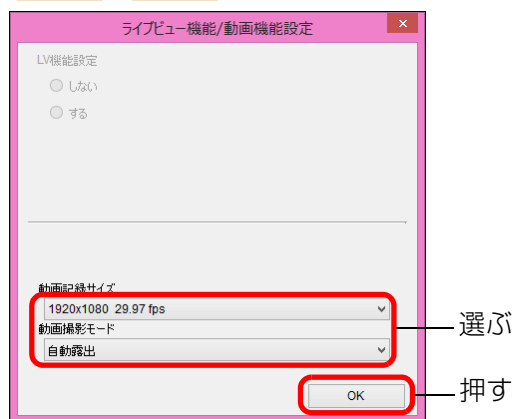 ライブビュー機能/動画機能設定
LV機能設定
しない
する
動画記録サイズ
1920x1080 29.97 fps
動画撮影モード
自動露出
選ぶ
OK
押す